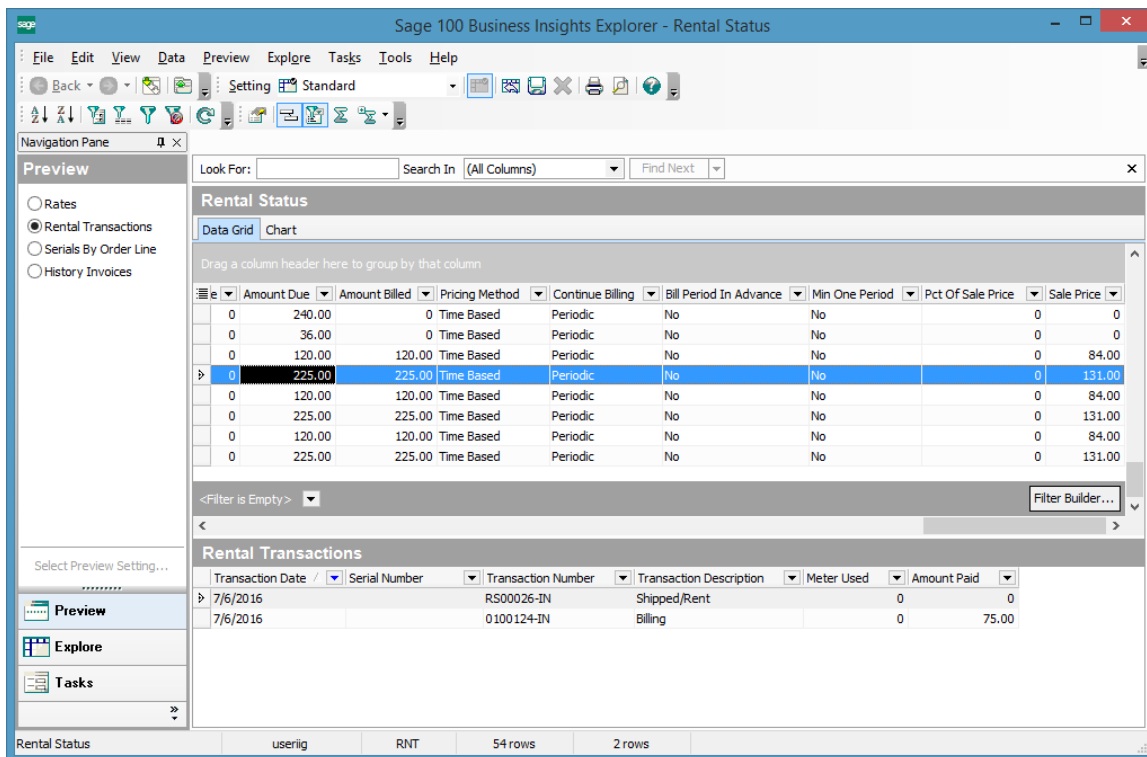 sage
Sage 100 Business Insights Explorer - Rental Status
File Edit View Data Preview Explore Tasks Tools Help
Back Setting Standard
Navigation Pane
Preview
Rates
Rental Transactions
Serials By Order Line
History Invoices
Select Preview Setting...
Preview
Explore
Tasks
Look For: Search In (All Columns) Find Next
Rental Status
Data Grid Chart
Drag a column header here to group by that column
e Amount Due Amount Billed Pricing Method Continue Billing Bill Period In Advance Min One Period Pct Of Sale Price Sale Price
0 240.00 0 Time Based Periodic No No 0 0
0 36.00 0 Time Based Periodic No No 0 0
0 120.00 120.00 Time Based Periodic No No 0 84.00
0 225.00 225.00 Time Based Periodic No No 0 131.00
0 120.00 120.00 Time Based Periodic No No 0 84.00
0 225.00 225.00 Time Based Periodic No No 0 131.00
0 120.00 120.00 Time Based Periodic No No 0 84.00
0 225.00 225.00 Time Based Periodic No No 0 131.00
<Filter is Empty> Filter Builder...
Rental Transactions
Transaction Date Serial Number Transaction Number Transaction Description Meter Used Amount Paid
7/6/2016 RS00026-IN Shipped/Rent 0 0
7/6/2016 0100124-IN Billing 0 75.00
Rental Status useriig RNT 54 rows 2 rows